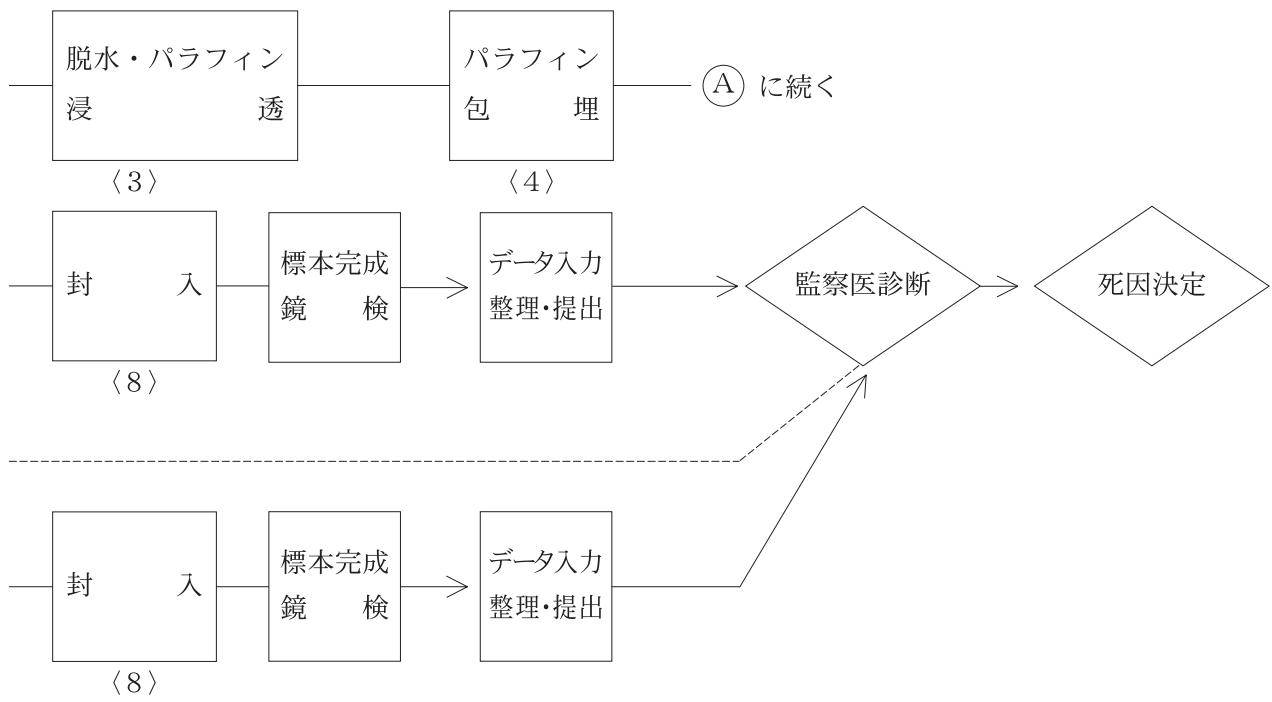 脱水・パラフィン
浸透
〈3〉
パラフィン
包埋
〈4〉
Ⓐ に続く
封入
〈8〉
標本完成
鏡検
データ入力
整理・提出
監察医診断
死因決定
封入
〈8〉
標本完成
鏡検
データ入力
整理・提出